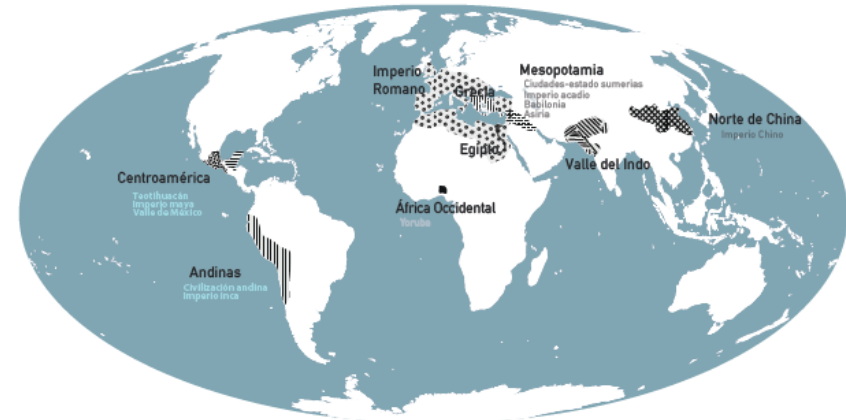 Imperio
Romano
Grecia
Mesopotamia
Ciudades-estado sumerias
Imperio acadio
Babilonia
Asiria
Norte de China
Imperio Chino
Egipto
Valle del Indo
Centroamérica
Teotihuacán
Imperio maya
Valle de México
África Occidental
Yoruba
Andinas
Civilización andina
Imperio inca